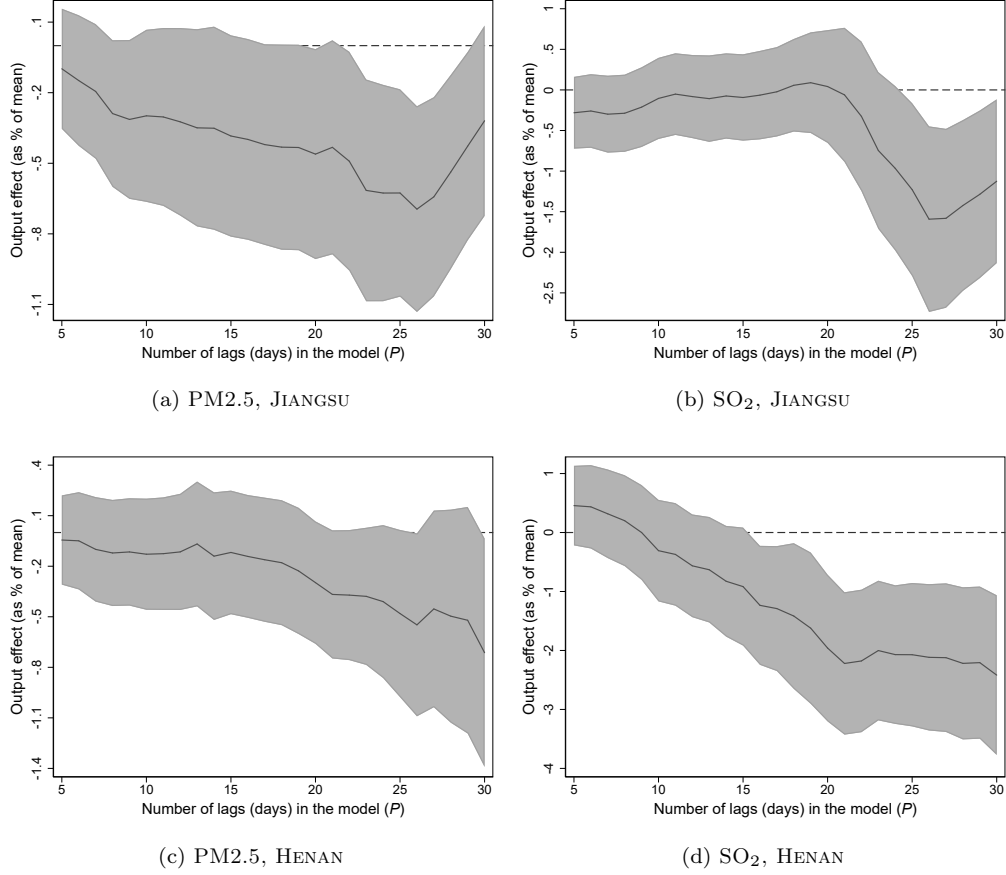 Output effect (as % of mean)
.1
-.2
-.5
-.8
-1.1
5 10 15 20 25 30
Number of lags (days) in the model (P)
(a) PM2.5, JIANGSU
Output effect (as % of mean)
1
.5
0
-.5
-1
-1.5
-2
-2.5
5 10 15 20 25 30
Number of lags (days) in the model (P)
(b) SO₂, JIANGSU
Output effect (as % of mean)
.4
.1
-.2
-.5
-.8
-1.1
-1.4
5 10 15 20 25 30
Number of lags (days) in the model (P)
(c) PM2.5, HENAN
Output effect (as % of mean)
1
0
-1
-2
-3
-4
5 10 15 20 25 30
Number of lags (days) in the model (P)
(d) SO₂, HENAN